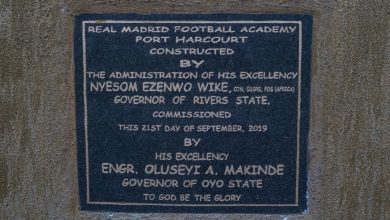 REAL MADRID FOOTBALL ACADEMY
PORT HARCOURT
CONSTRUCTED
BY
THE ADMINISTRATION OF HIS EXCELLENCY
NYESOM EZENWO WIKE, CON, GSSRS, POS (AFRICA)
GOVERNOR OF RIVERS STATE.
COMMISSIONED
THIS 21ST DAY OF SEPTEMBER, 2019
BY
HIS EXCELLENCY
ENGR. OLUSEYI A. MAKINDE
GOVERNOR OF OYO STATE
TO GOD BE THE GLORY